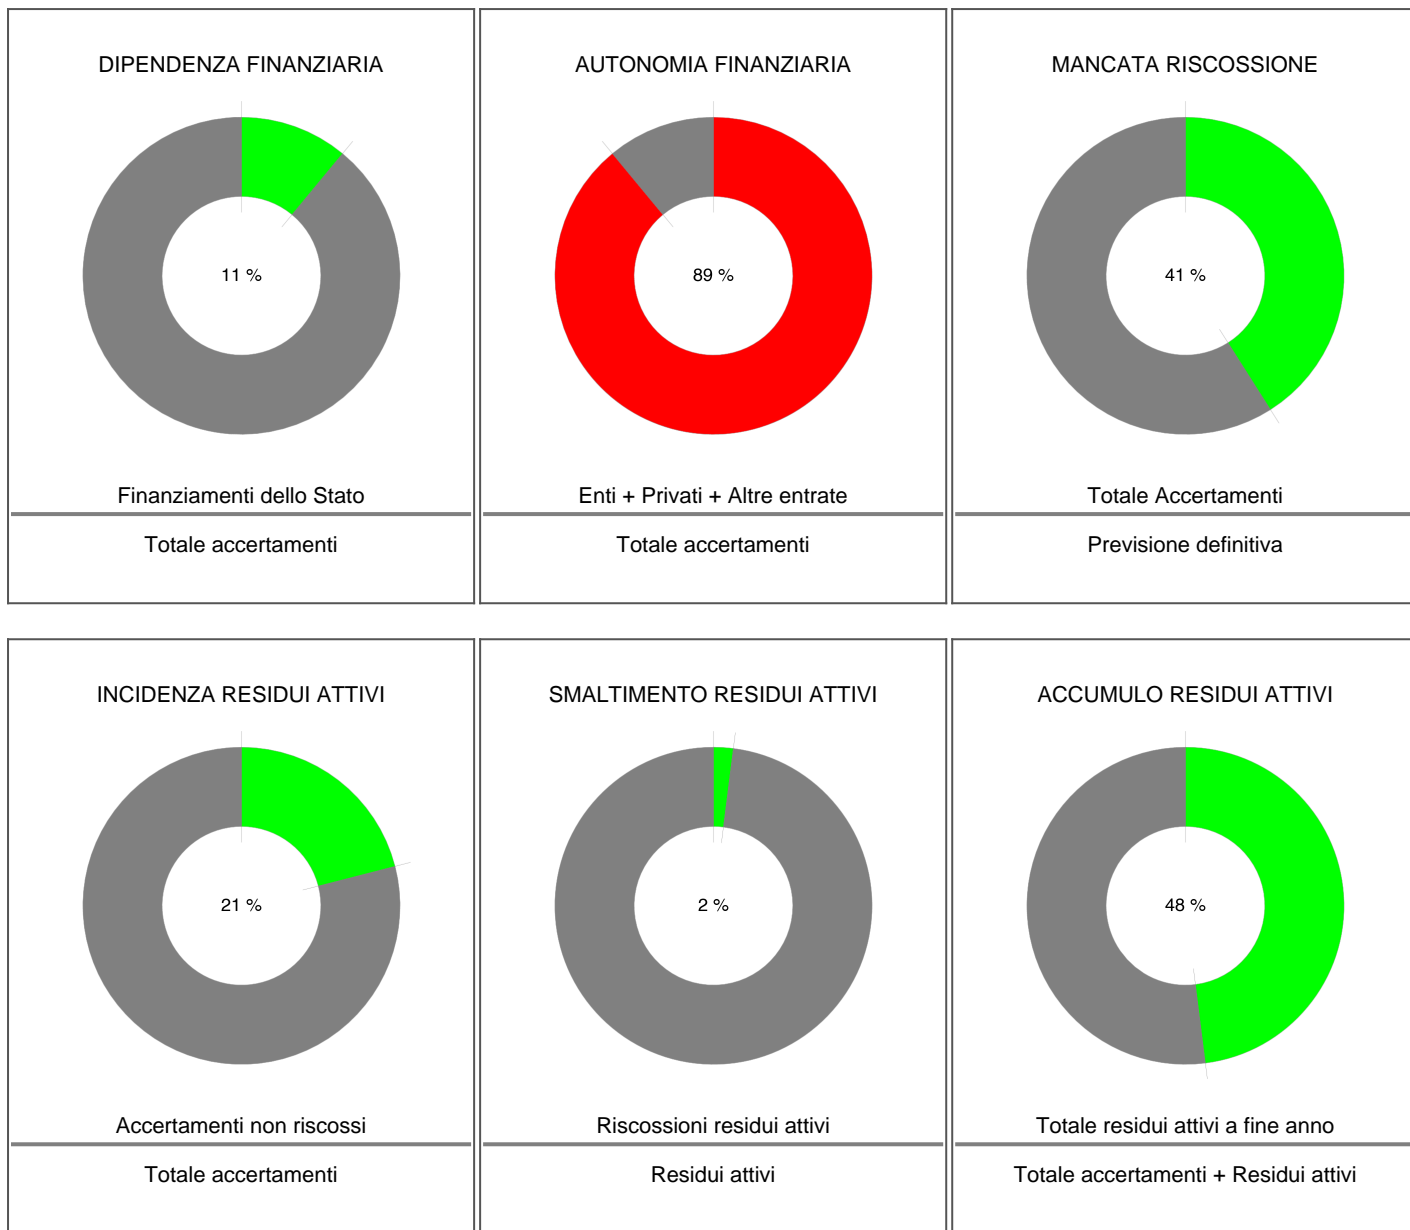 DIPENDENZA FINANZIARIA
11 %
Finanziamenti dello Stato
Totale accertamenti
AUTONOMIA FINANZIARIA
89 %
Enti + Privati + Altre entrate
Totale accertamenti
MANCATA RISCOSSIONE
41 %
Totale Accertamenti
Previsione definitiva
INCIDENZA RESIDUI ATTIVI
21 %
Accertamenti non riscossi
Totale accertamenti
SMALTIMENTO RESIDUI ATTIVI
2 %
Riscossioni residui attivi
Residui attivi
ACCUMULO RESIDUI ATTIVI
48 %
Totale residui attivi a fine anno
Totale accertamenti + Residui attivi